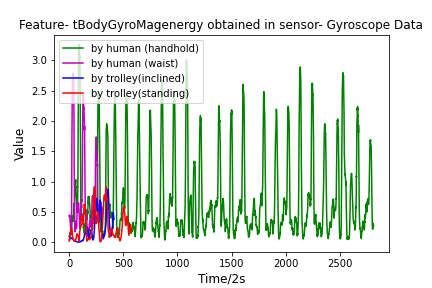 Feature- tBodyGyroMagenergy obtained in sensor- Gyroscope Data
by human (handhold)
by human (waist)
by trolley(inclined)
by trolley(standing)
3.0
2.5
2.0
1.5
1.0
0.5
0.0
Value
0 500 1000 1500 2000 2500
Time/2s